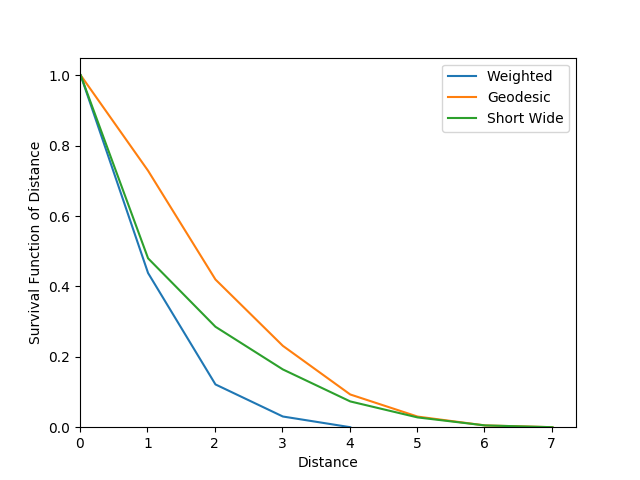 Weighted
Geodesic
Short Wide
1.0
0.8
0.6
0.4
0.2
0.0
Survival Function of Distance
0 1 2 3 4 5 6 7
Distance